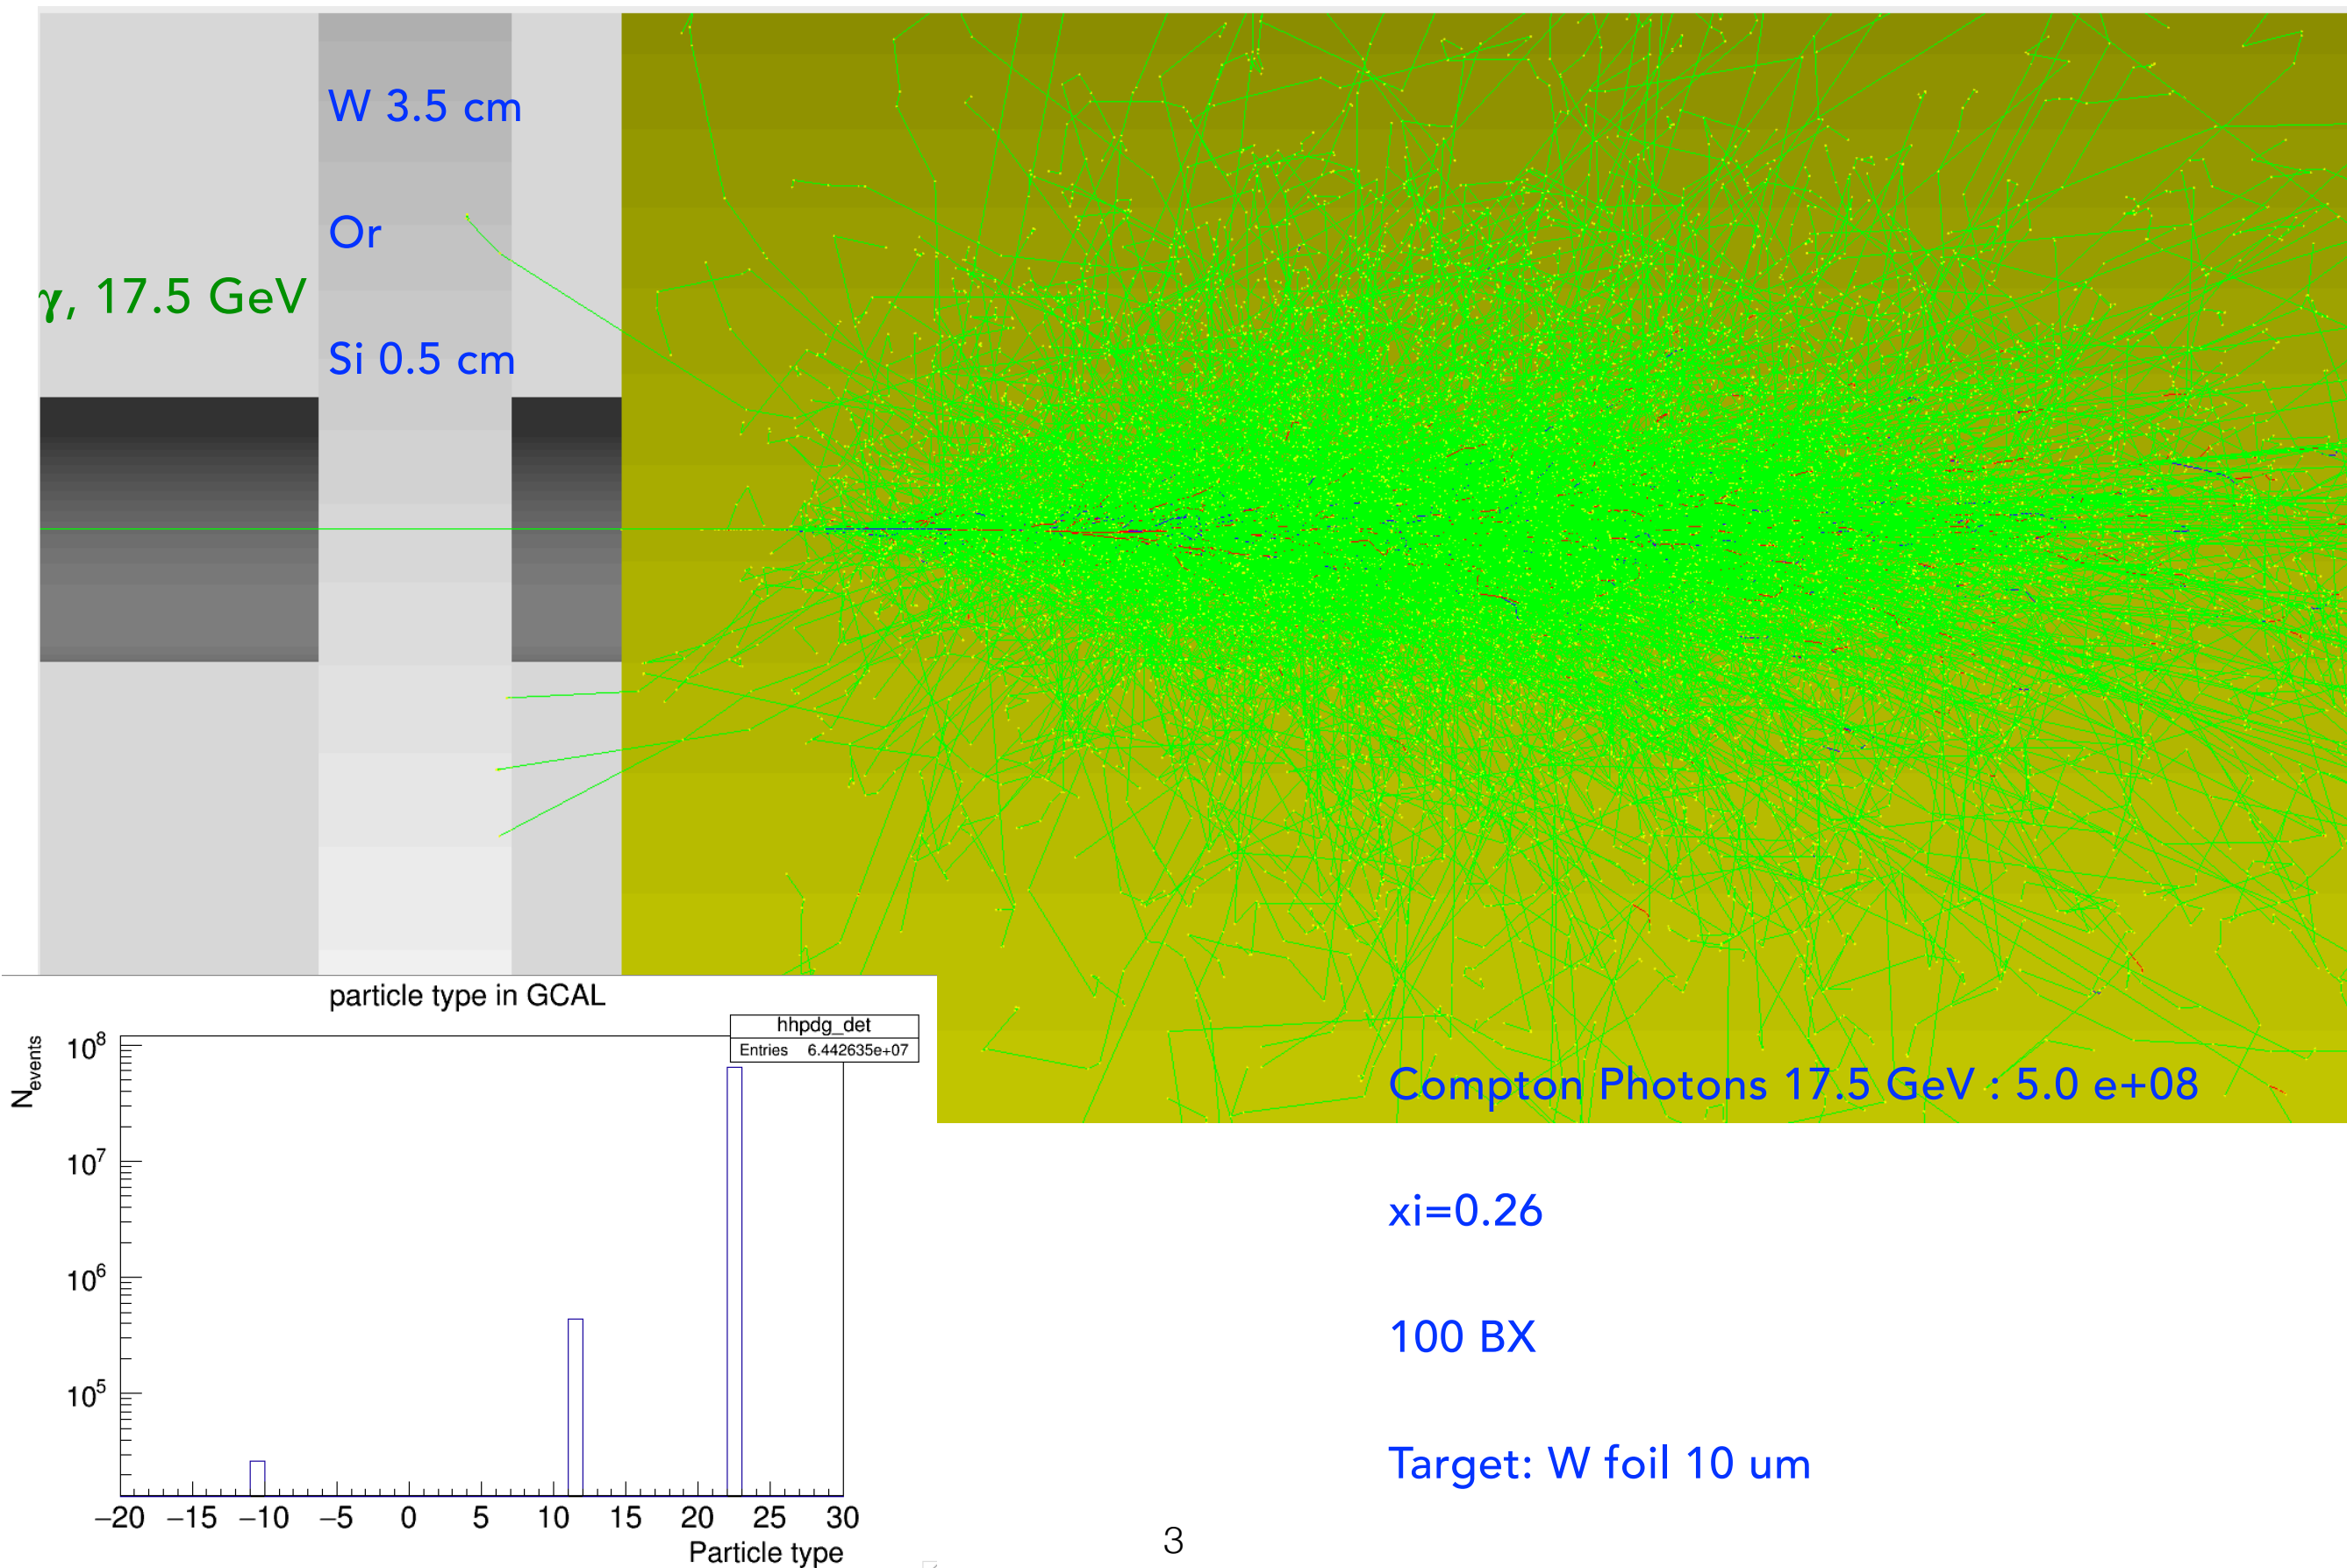 W 3.5 cm
Or
γ, 17.5 GeV
Si 0.5 cm
particle type in GCAL
hhpdg_det
Entries 6.442635e+07
N_events
10^8
10^7
10^6
10^5
−20 −15 −10 −5 0 5 10 15 20 25 30
Particle type
Compton Photons 17.5 GeV : 5.0 e+08
xi=0.26
100 BX
Target: W foil 10 um
3